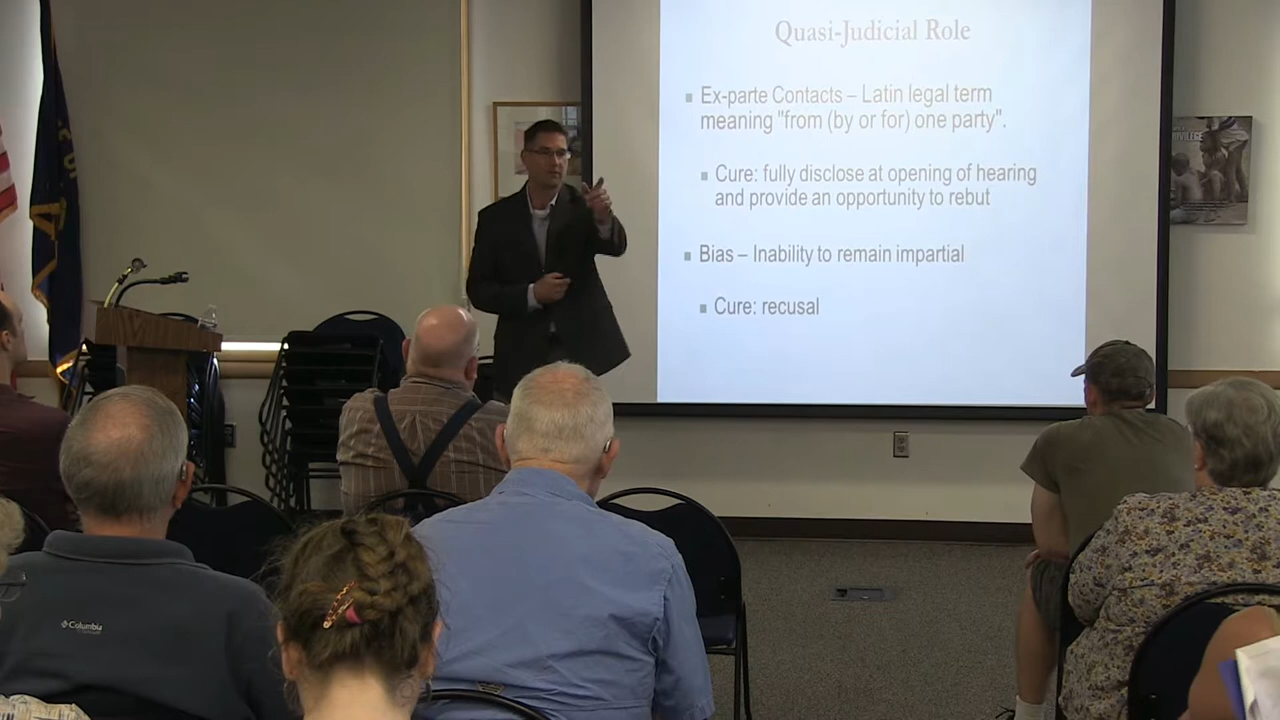 Quasi-Judicial Role
Ex-parte Contacts – Latin legal term
meaning "from (by or for) one party".
Cure: fully disclose at opening of hearing
and provide an opportunity to rebut
Bias – Inability to remain impartial
Cure: recusal
Columbia